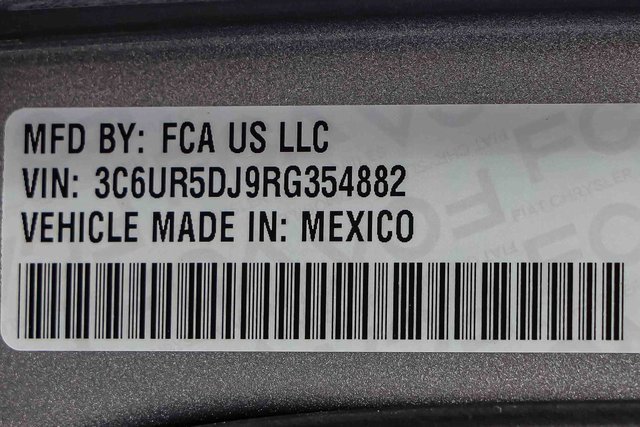 MFD BY: FCA US LLC
VIN: 3C6UR5DJ9RG354882
VEHICLE MADE IN: MEXICO